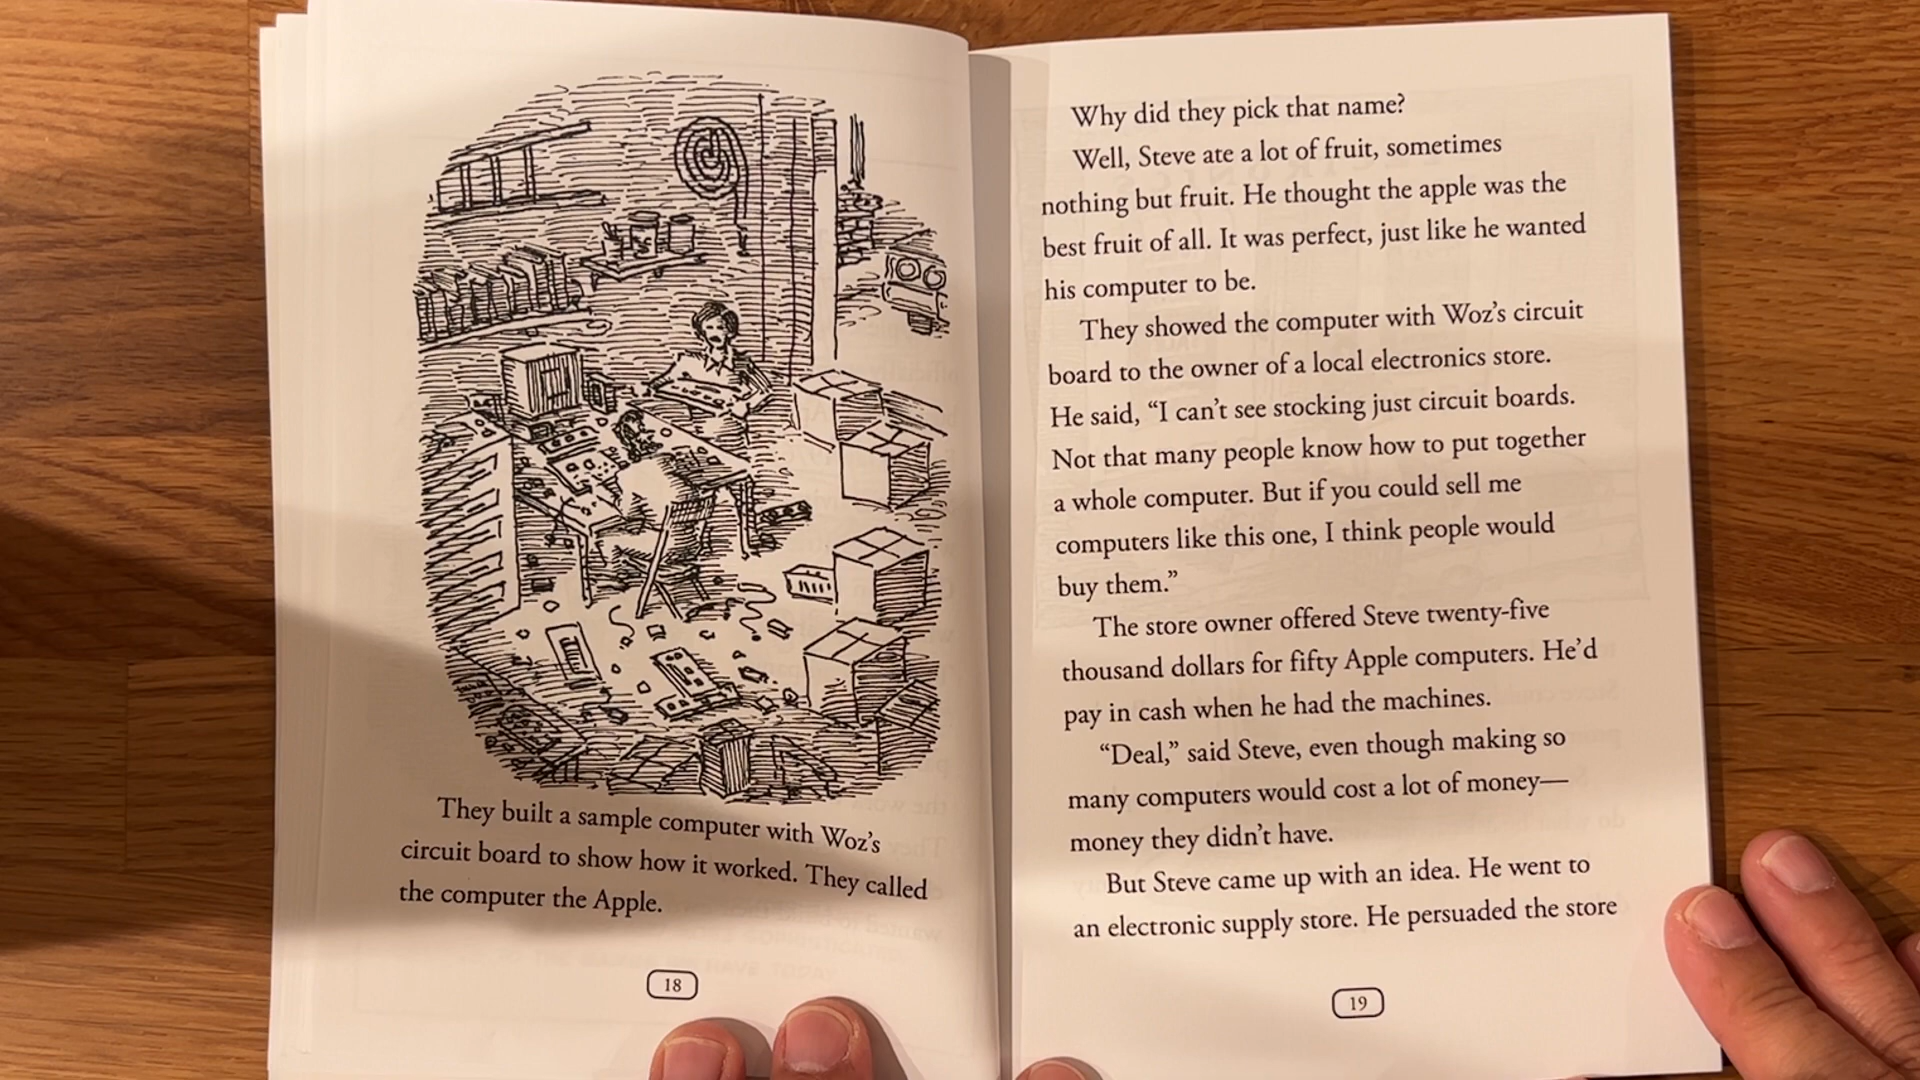 They built a sample computer with Woz's
circuit board to show how it worked. They called
the computer the Apple.
18
Why did they pick that name?
Well, Steve ate a lot of fruit, sometimes
nothing but fruit. He thought the apple was the
best fruit of all. It was perfect, just like he wanted
his computer to be.
They showed the computer with Woz's circuit
board to the owner of a local electronics store.
He said, “I can't see stocking just circuit boards.
Not that many people know how to put together
a whole computer. But if you could sell me
computers like this one, I think people would
buy them.”
The store owner offered Steve twenty-five
thousand dollars for fifty Apple computers. He'd
pay in cash when he had the machines.
“Deal,” said Steve, even though making so
many computers would cost a lot of money—
money they didn't have.
But Steve came up with an idea. He went to
an electronic supply store. He persuaded the store
19